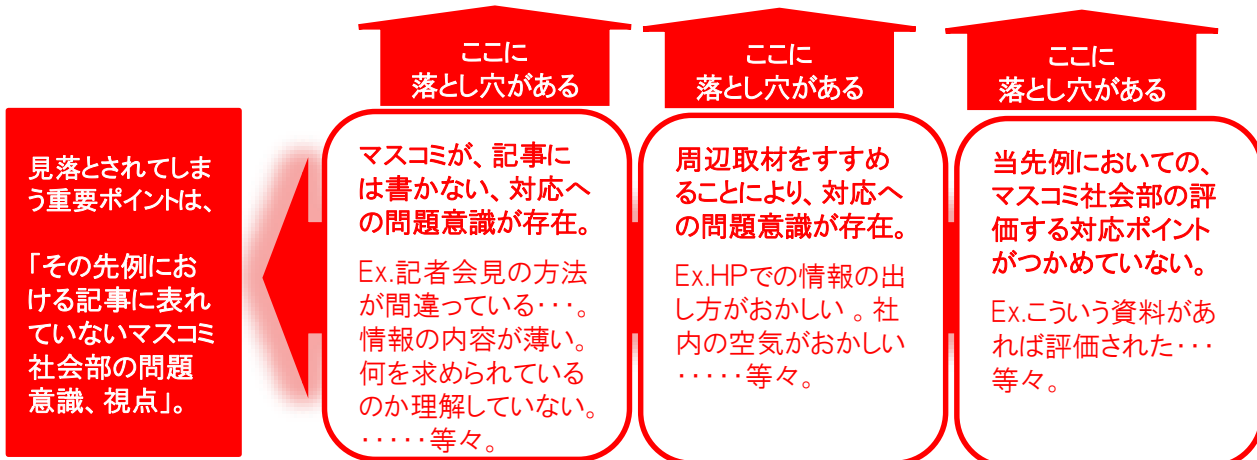 ここに
落とし穴がある
ここに
落とし穴がある
ここに
落とし穴がある
見落とされてしま
う重要ポイントは、
「その先例にお
ける記事に表れ
ていないマスコミ
社会部の問題
意識、視点」。
マスコミが、記事に
は書かない、対応へ
の問題意識が存在。
Ex.記者会見の方法
が間違っている・・・。
情報の内容が薄い。
何を求められている
のか理解していない。
・・・・・等々。
周辺取材をすすめ
ることにより、対応へ
の問題意識が存在。
Ex.HPでの情報の出
し方がおかしい 。社
内の空気がおかしい
・・・・・等々。
当先例においての、
マスコミ社会部の評
価する対応ポイント
がつかめていない。
Ex.こういう資料があ
れば評価された・・・
等々。